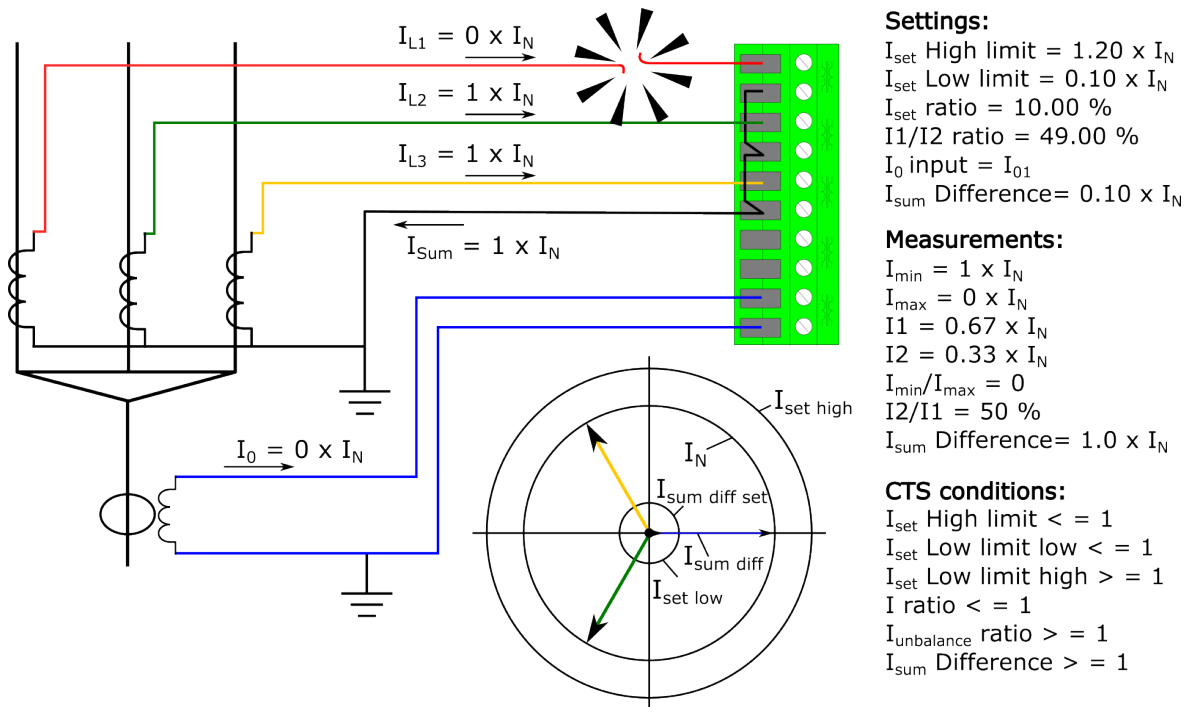 I_L1 = 0 x I_N
I_L2 = 1 x I_N
I_L3 = 1 x I_N
I_Sum = 1 x I_N
I_0 = 0 x I_N
I_set high
I_N
I_sum diff set
I_sum diff
I_set low
Settings:
I_set High limit = 1.20 x I_N
I_set Low limit = 0.10 x I_N
I_set ratio = 10.00 %
I1/I2 ratio = 49.00 %
I_0 input = I_01
I_sum Difference= 0.10 x I_N
Measurements:
I_min = 1 x I_N
I_max = 0 x I_N
I1 = 0.67 x I_N
I2 = 0.33 x I_N
I_min/I_max = 0
I2/I1 = 50 %
I_sum Difference= 1.0 x I_N
CTS conditions:
I_set High limit < = 1
I_set Low limit low < = 1
I_set Low limit high > = 1
I ratio < = 1
I_unbalance ratio > = 1
I_sum Difference > = 1